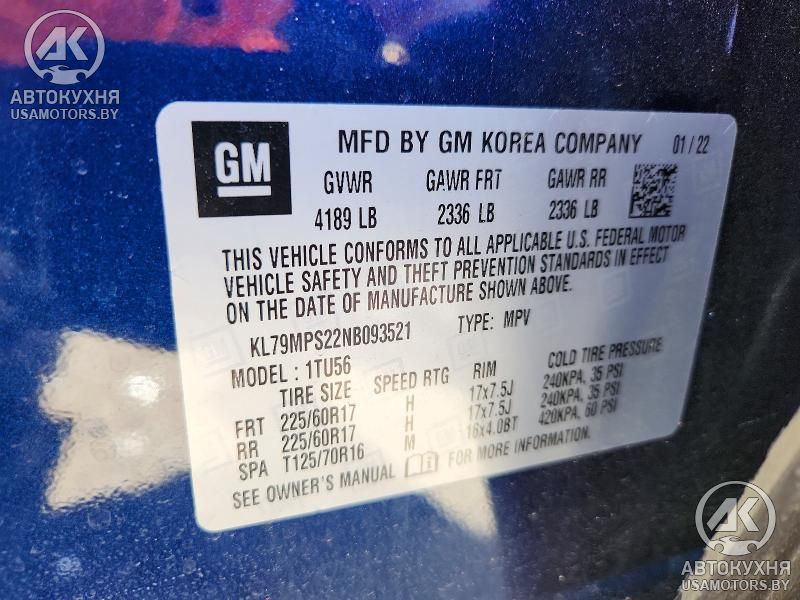 АВТОКУХНЯ
USAMOTORS.BY
GM
MFD BY GM KOREA COMPANY 01/22
GVWR GAWR FRT GAWR RR
4189 LB 2336 LB 2336 LB
THIS VEHICLE CONFORMS TO ALL APPLICABLE U.S. FEDERAL MOTOR
VEHICLE SAFETY AND THEFT PREVENTION STANDARDS IN EFFECT
ON THE DATE OF MANUFACTURE SHOWN ABOVE.
KL79MPS22NB093521 TYPE: MPV
MODEL : 1TU56
TIRE SIZE SPEED RTG RIM COLD TIRE PRESSURE
FRT 225/60R17 H 17x7.5J 240KPA, 35 PSI
RR 225/60R17 H 17x7.5J 240KPA, 35 PSI
SPA T125/70R16 M 16x4.0BT 420KPA, 60 PSI
SEE OWNER'S MANUAL FOR MORE INFORMATION.
АВТОКУХНЯ
USAMOTORS.BY